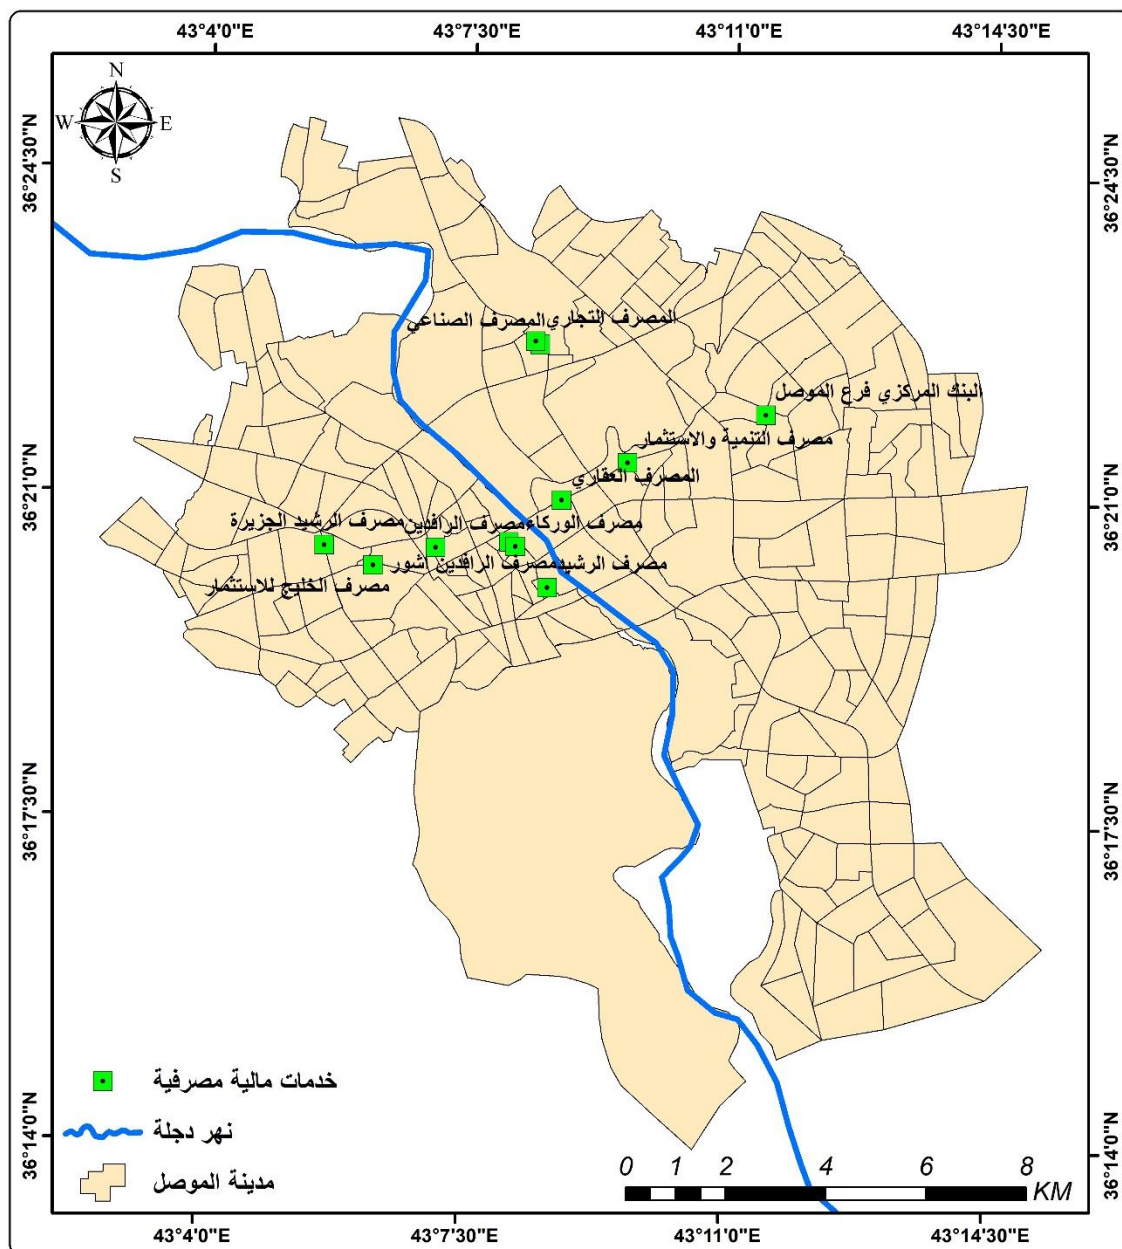 43°4'0"E 43°7'30"E 43°11'0"E 43°14'30"E
N
W E
S
36°24'30"N 36°24'30"N
المصرف الصناعي المصرف التجاري
البنك المركزي فرع الموصل
مصرف التنمية والاستثمار
36°21'0"N 36°21'0"N
المصرف العقاري
مصرف الرشيد الجزيرة مصرف الرافدين مصرف الوركاء
مصرف الرافدين اشور مصرف الرشيد
مصرف الخليج للاستثمار
36°17'30"N 36°17'30"N
خدمات مالية مصرفية
نهر دجلة
36°14'0"N 36°14'0"N
مدينة الموصل
0 1 2 4 6 8
KM
43°4'0"E 43°7'30"E 43°11'0"E 43°14'30"E